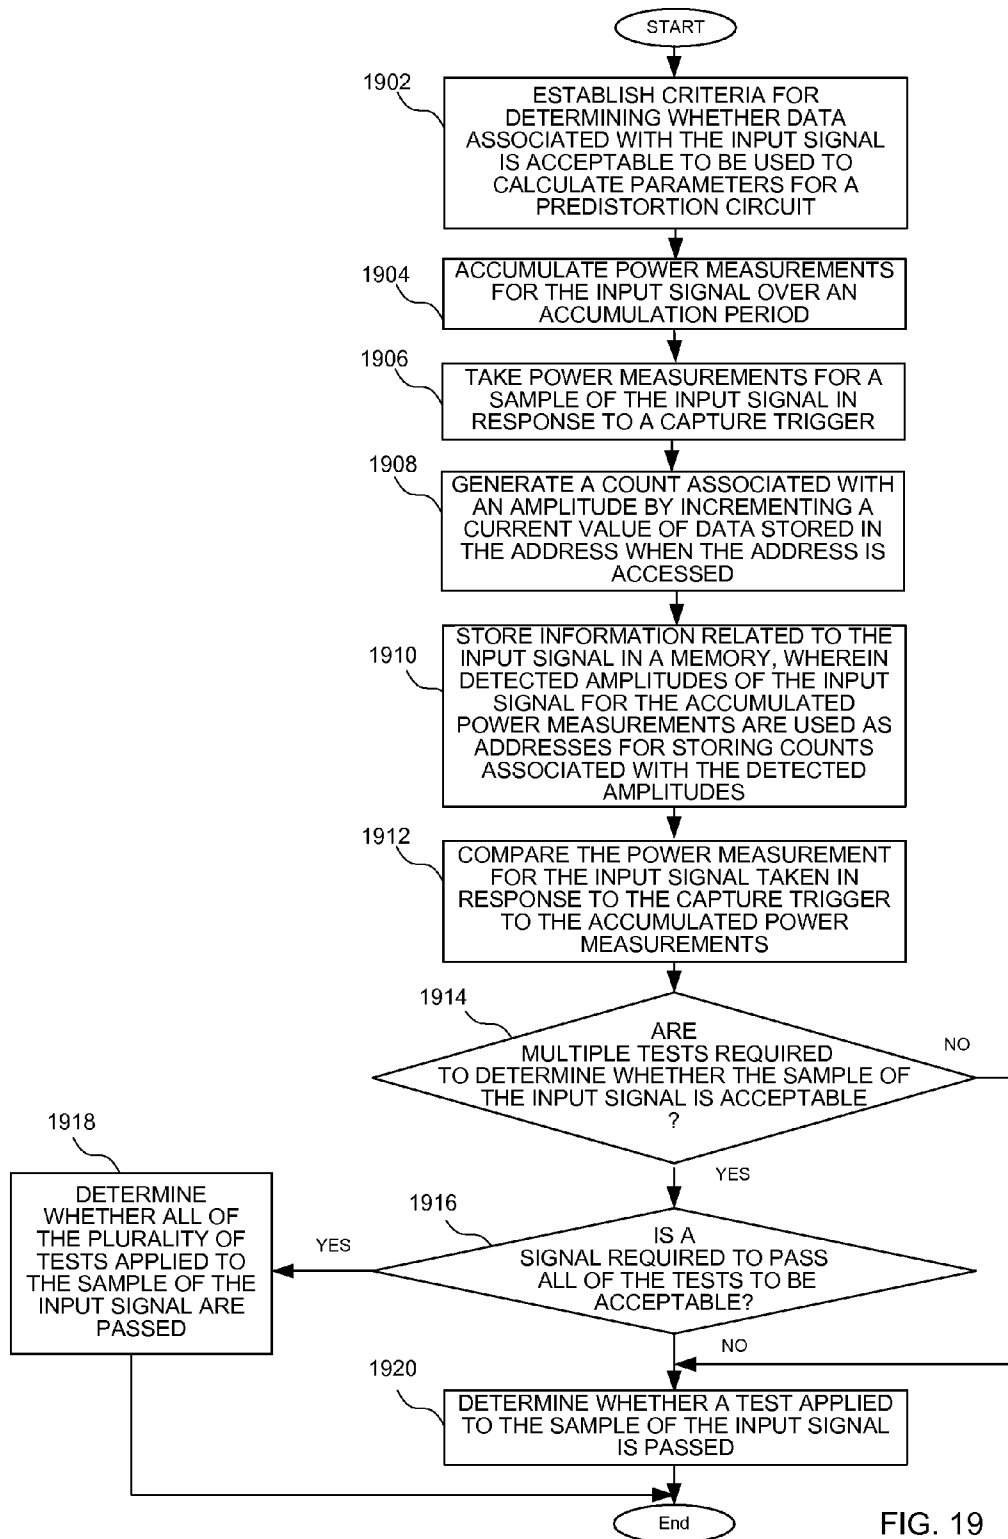 START
1902
ESTABLISH CRITERIA FOR
DETERMINING WHETHER DATA
ASSOCIATED WITH THE INPUT SIGNAL
IS ACCEPTABLE TO BE USED TO
CALCULATE PARAMETERS FOR A
PREDISTORTION CIRCUIT
1904
ACCUMULATE POWER MEASUREMENTS
FOR THE INPUT SIGNAL OVER AN
ACCUMULATION PERIOD
1906
TAKE POWER MEASUREMENTS FOR A
SAMPLE OF THE INPUT SIGNAL IN
RESPONSE TO A CAPTURE TRIGGER
1908
GENERATE A COUNT ASSOCIATED WITH
AN AMPLITUDE BY INCREMENTING A
CURRENT VALUE OF DATA STORED IN
THE ADDRESS WHEN THE ADDRESS IS
ACCESSED
1910
STORE INFORMATION RELATED TO THE
INPUT SIGNAL IN A MEMORY, WHEREIN
DETECTED AMPLITUDES OF THE INPUT
SIGNAL FOR THE ACCUMULATED
POWER MEASUREMENTS ARE USED AS
ADDRESSES FOR STORING COUNTS
ASSOCIATED WITH THE DETECTED
AMPLITUDES
1912
COMPARE THE POWER MEASUREMENT
FOR THE INPUT SIGNAL TAKEN IN
RESPONSE TO THE CAPTURE TRIGGER
TO THE ACCUMULATED POWER
MEASUREMENTS
1914
ARE
MULTIPLE TESTS REQUIRED
TO DETERMINE WHETHER THE SAMPLE OF
THE INPUT SIGNAL IS ACCEPTABLE
?
NO
YES
1916
IS A
SIGNAL REQUIRED TO PASS
ALL OF THE TESTS TO BE
ACCEPTABLE?
YES
NO
1918
DETERMINE
WHETHER ALL OF
THE PLURALITY OF
TESTS APPLIED TO
THE SAMPLE OF THE
INPUT SIGNAL ARE
PASSED
1920
DETERMINE WHETHER A TEST APPLIED
TO THE SAMPLE OF THE INPUT SIGNAL
IS PASSED
End
FIG. 19